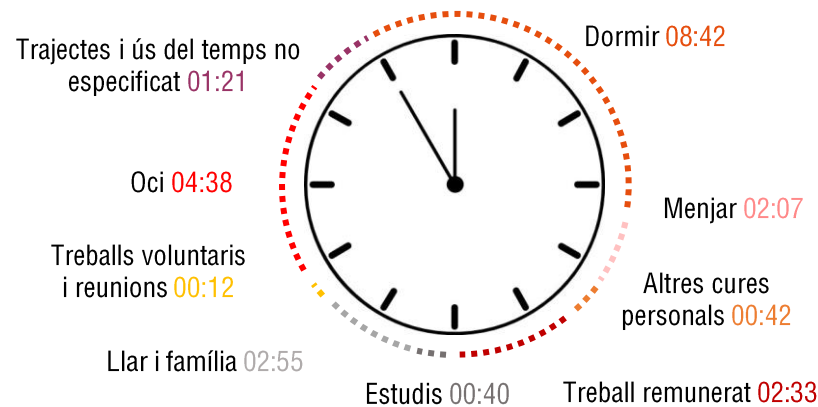 Dormir 08:42
Trajectes i ús del temps no
especificat 01:21
Oci 04:38
Menjar 02:07
Treballs voluntaris
i reunions 00:12
Altres cures
personals 00:42
Llar i família 02:55
Estudis 00:40
Treball remunerat 02:33